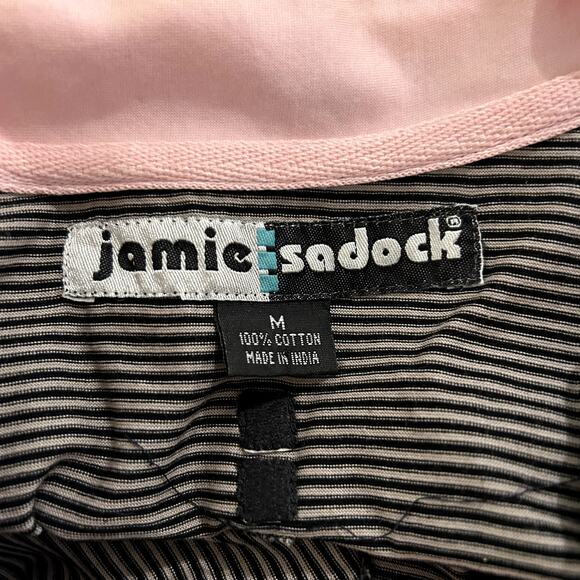 jamie sadock®
M
100% COTTON
MADE IN INDIA